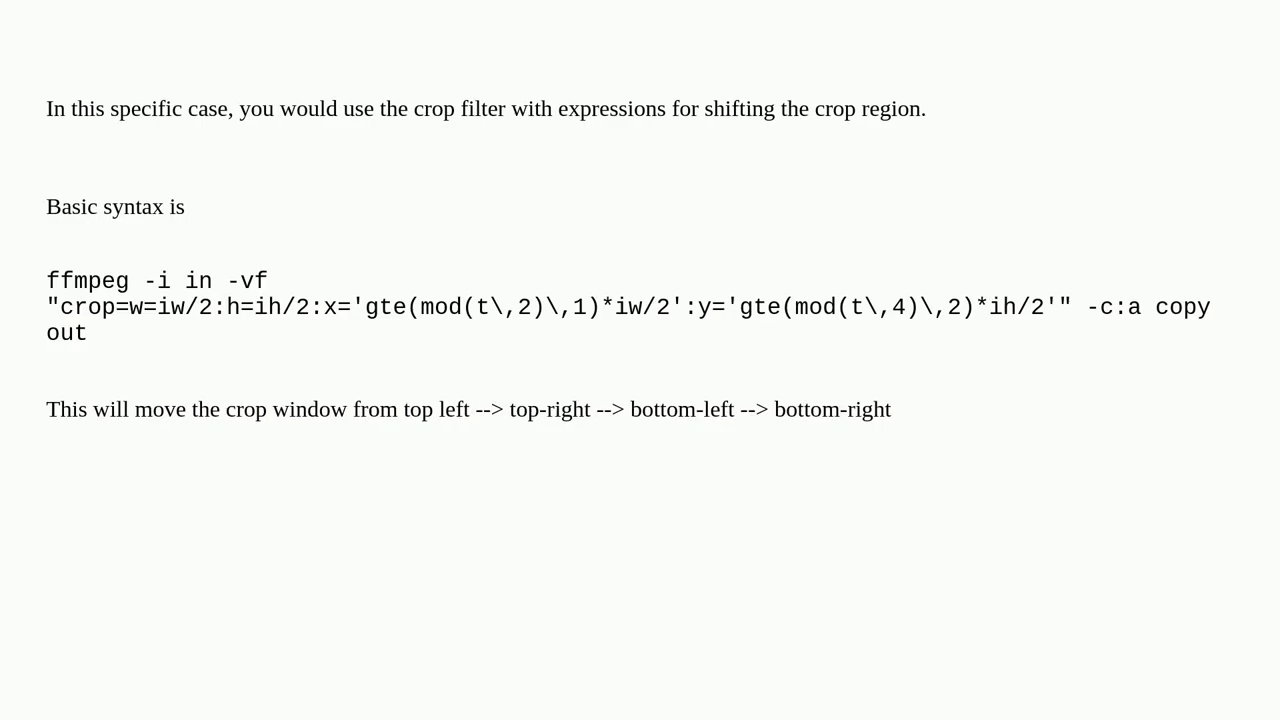 In this specific case, you would use the crop filter with expressions for shifting the crop region.
Basic syntax is
ffmpeg -i in -vf
"crop=w=iw/2:h=ih/2:x='gte(mod(t\,2)\,1)*iw/2':y='gte(mod(t\,4)\,2)*ih/2'" -c:a copy
out
This will move the crop window from top left --> top-right --> bottom-left --> bottom-right